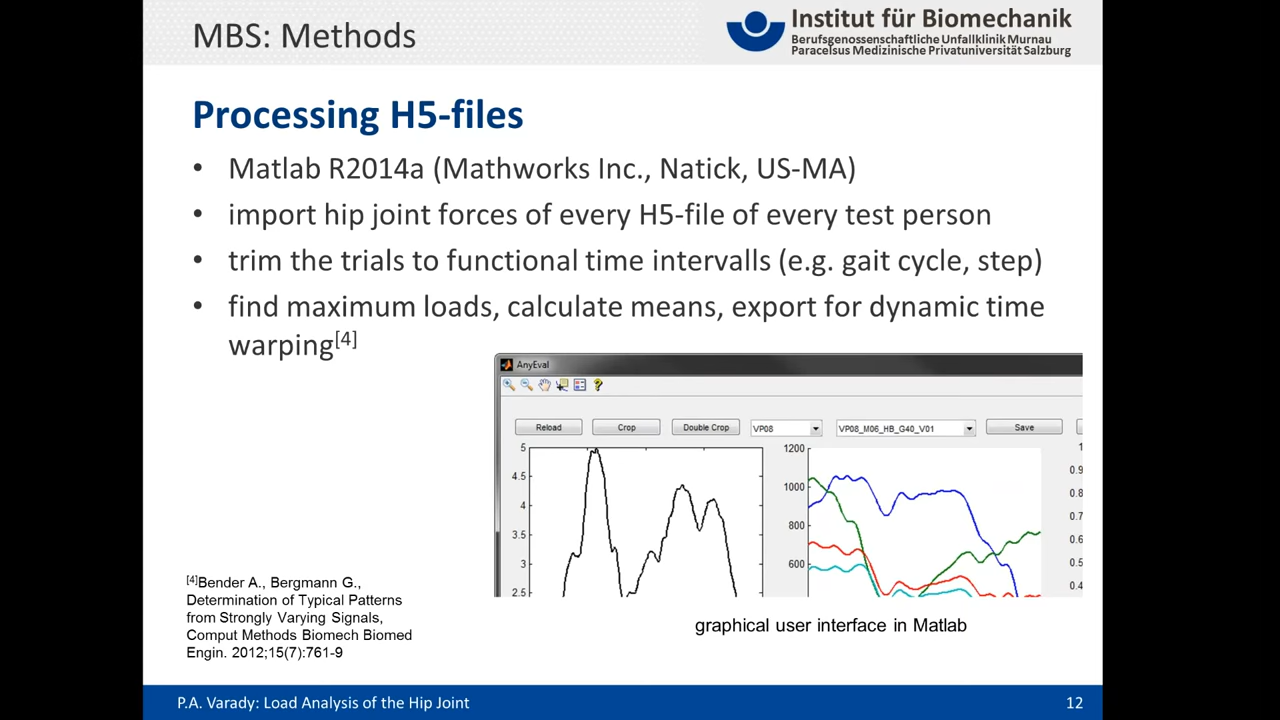 MBS: Methods
Institut für Biomechanik
Berufsgenossenschaftliche Unfallklinik Murnau
Paracelsus Medizinische Privatuniversität Salzburg
Processing H5-files
• Matlab R2014a (Mathworks Inc., Natick, US-MA)
• import hip joint forces of every H5-file of every test person
• trim the trials to functional time intervalls (e.g. gait cycle, step)
• find maximum loads, calculate means, export for dynamic time
warping[4]
AnyEval
Reload Crop Double Crop VP08 VP08_M06_HB_G40_V01 Save
5
4.5
4
3.5
3
2.5
1200
1000
800
600
1
0.9
0.8
0.7
0.6
0.5
0.4
[4]Bender A., Bergmann G.,
Determination of Typical Patterns
from Strongly Varying Signals,
Comput Methods Biomech Biomed
Engin. 2012;15(7):761-9
graphical user interface in Matlab
P.A. Varady: Load Analysis of the Hip Joint
12